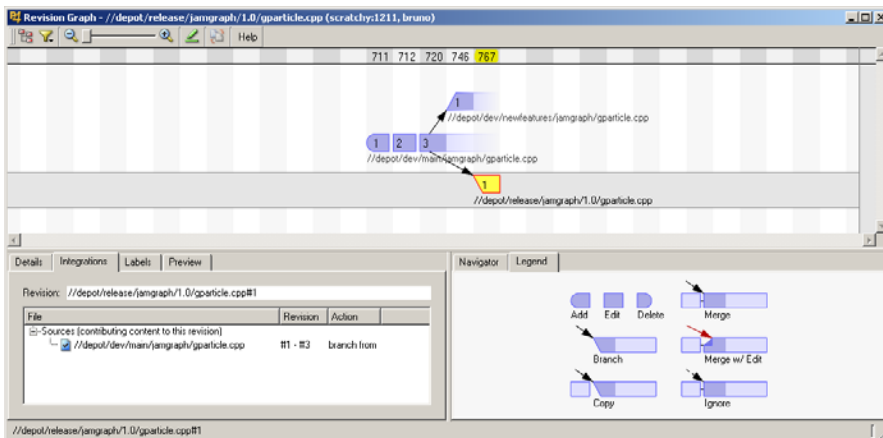 Revision Graph - //depot/release/jamgraph/1.0/gparticle.cpp (scratchy:1211, bruno)
Help
711 712 720 746 767
1
//depot/dev/newfeatures/jamgraph/gparticle.cpp
1 2 3
//depot/dev/main/jamgraph/gparticle.cpp
1
//depot/release/jamgraph/1.0/gparticle.cpp
Details Integrations Labels Preview
Navigator Legend
Revision: //depot/release/jamgraph/1.0/gparticle.cpp#1
File Revision Action
Sources (contributing content to this revision)
//depot/dev/main/jamgraph/gparticle.cpp #1 - #3 branch from
Add Edit Delete Merge
Branch Merge w/ Edit
Copy Ignore
//depot/release/jamgraph/1.0/gparticle.cpp#1